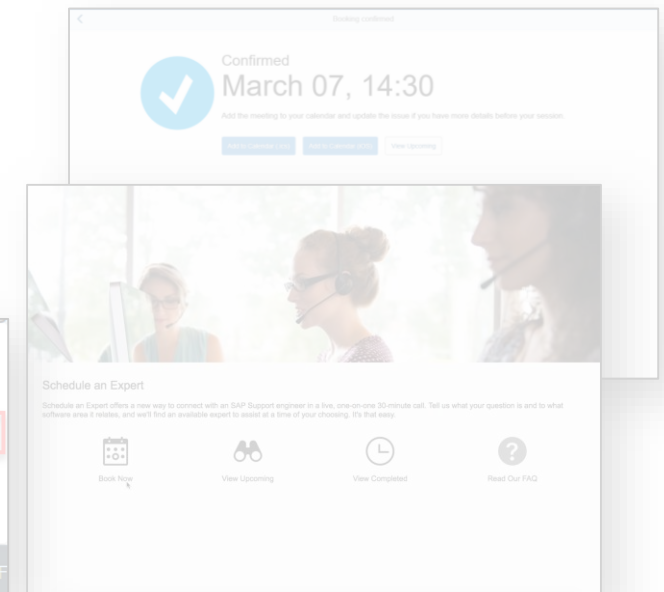 Booking confirmed
Confirmed
March 07, 14:30
Add the meeting to your calendar and update the issue if you have more details before your session.
View Upcoming
Schedule an Expert
Schedule an Expert offers a new way to connect with an SAP Support engineer in a live, one-on-one 30-minute call. Tell us what your question is and to what
software area it relates, and we'll find an available expert to assist at a time of your choosing. It's that easy.
Book Now
View Upcoming
View Completed
Read Our FAQ